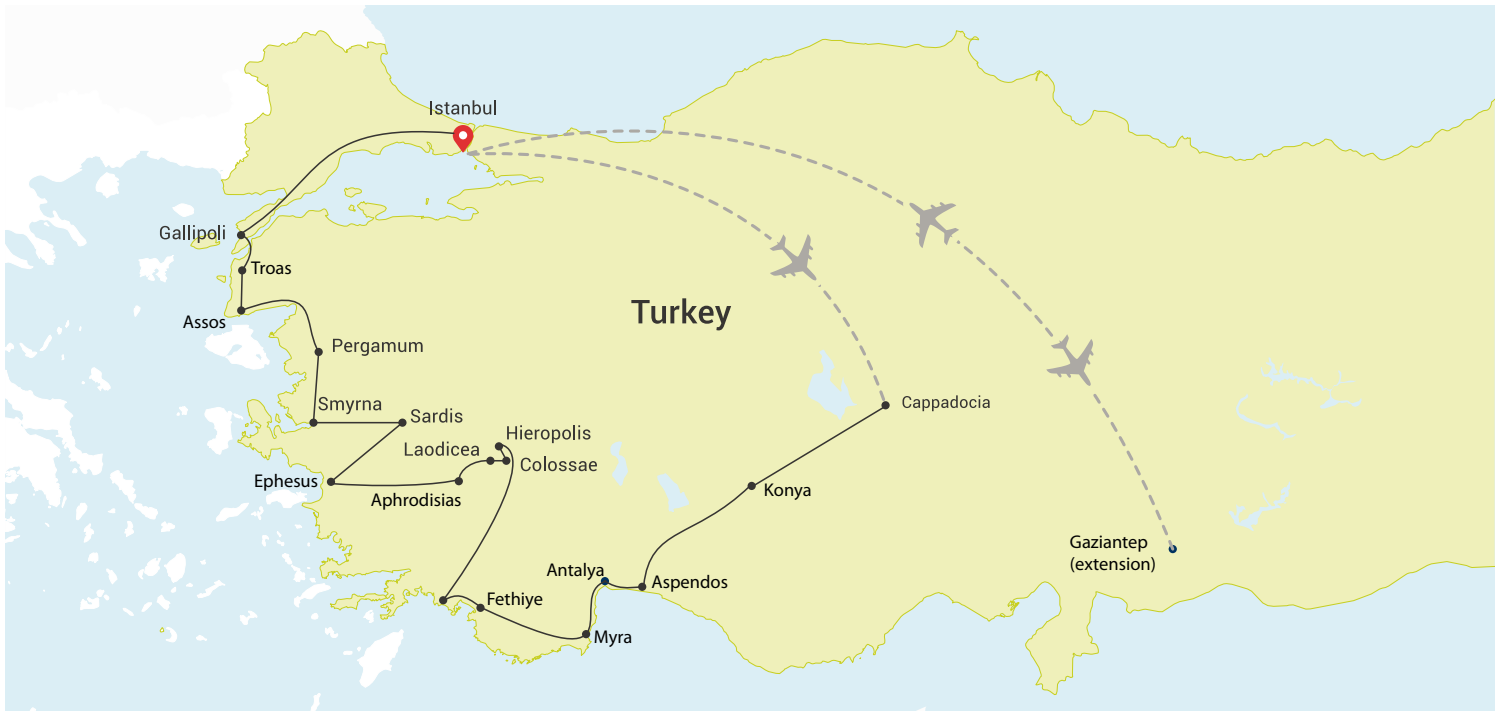 Istanbul
Gallipoli
Troas
Turkey
Assos
Pergamum
Smyrna
Sardis
Cappadocia
Hieropolis
Laodicea
Colossae
Ephesus
Aphrodisias
Konya
Gaziantep
(extension)
Antalya
Aspendos
Fethiye
Myra